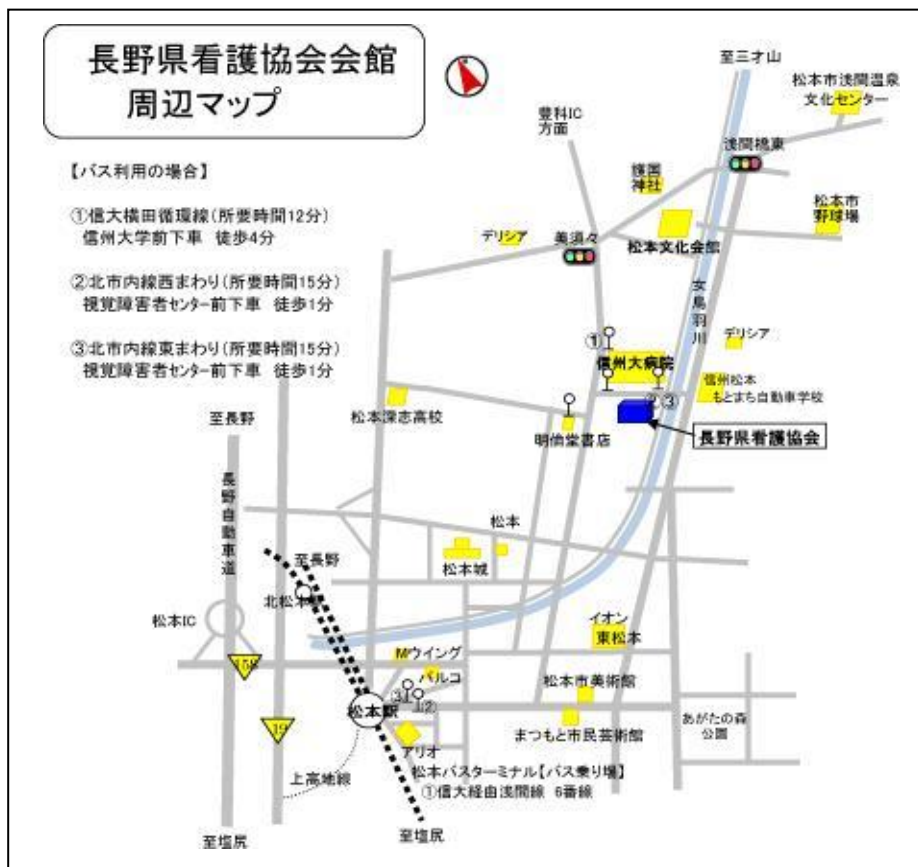 長野県看護協会会館
周辺マップ
【バス利用の場合】
①信大横田循環線(所要時間12分)
信州大学前下車 徒歩4分
②北市内線西まわり(所要時間15分)
視覚障害者センター前下車 徒歩1分
③北市内線東まわり(所要時間15分)
視覚障害者センター前下車 徒歩1分
至三才山
松本市浅間温泉
文化センター
豊科IC
方面
浅間橋東
護国
神社
松本市
野球場
デリシア
美須々
松本文化会館
女鳥羽川
①
信州大病院
デリシア
信州松本
もとまち自動車学校
②③
松本深志高校
明倫堂書店
長野県看護協会
至長野
長野自動車道
松本
松本城
至長野
北松本
松本IC
イオン
東松本
Mウイング
パルコ
158
松本市美術館
③
②
松本駅
まつもと市民芸術館
あがたの森
公園
19
アリオ
上高地線
松本バスターミナル【バス乗り場】
①信大経由浅間線 6番線
至塩尻
至塩尻